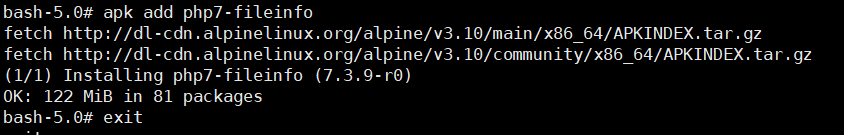 bash-5.0# apk add php7-fileinfo
fetch http://dl-cdn.alpinelinux.org/alpine/v3.10/main/x86_64/APKINDEX.tar.gz
fetch http://dl-cdn.alpinelinux.org/alpine/v3.10/community/x86_64/APKINDEX.tar.gz
(1/1) Installing php7-fileinfo (7.3.9-r0)
OK: 122 MiB in 81 packages
bash-5.0# exit